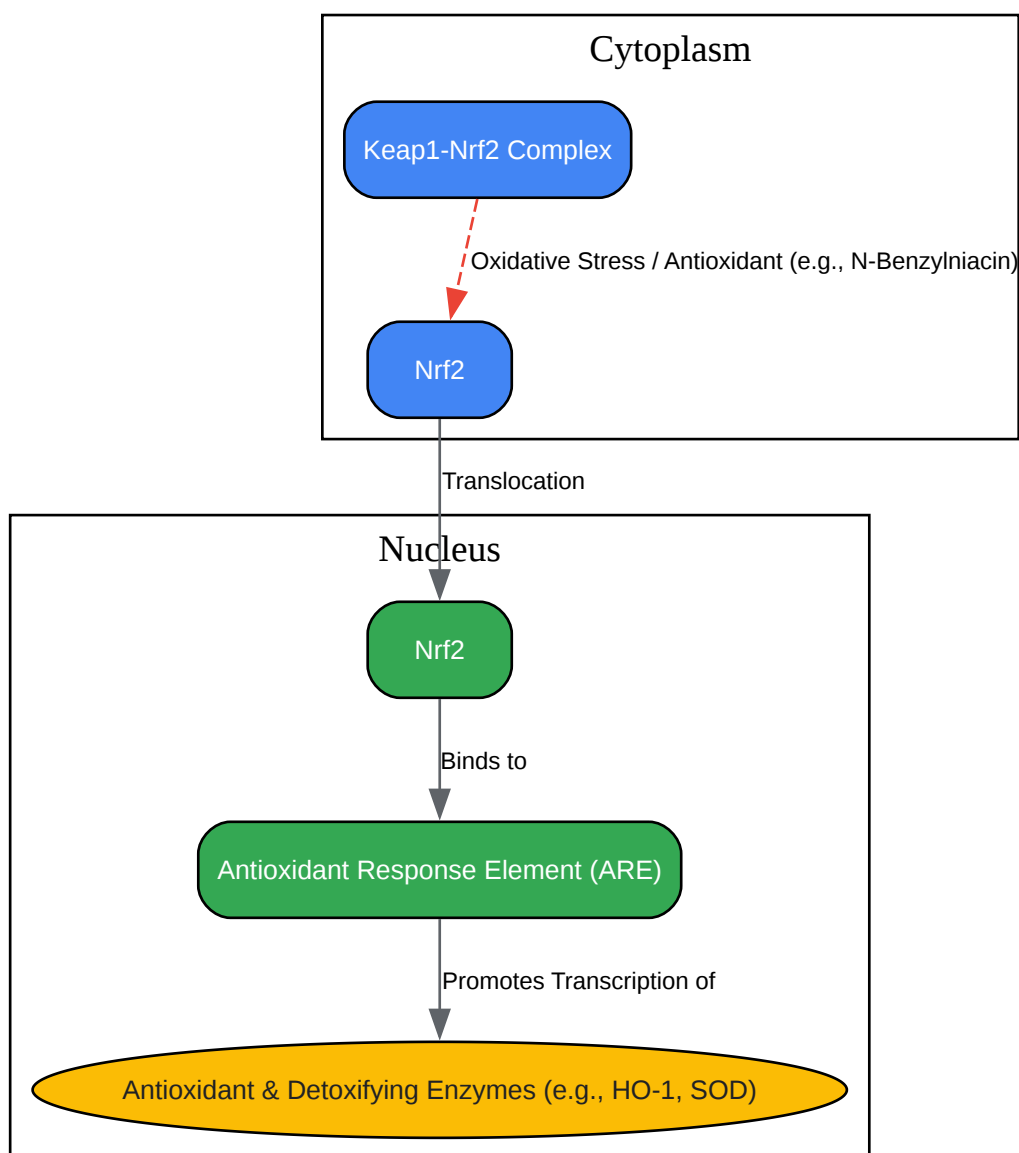 Cytoplasm
Keap1-Nrf2 Complex
Oxidative Stress / Antioxidant (e.g., N-Benzylniacin)
Nrf2
Translocation
Nucleus
Nrf2
Binds to
Antioxidant Response Element (ARE)
Promotes Transcription of
Antioxidant & Detoxifying Enzymes (e.g., HO-1, SOD)